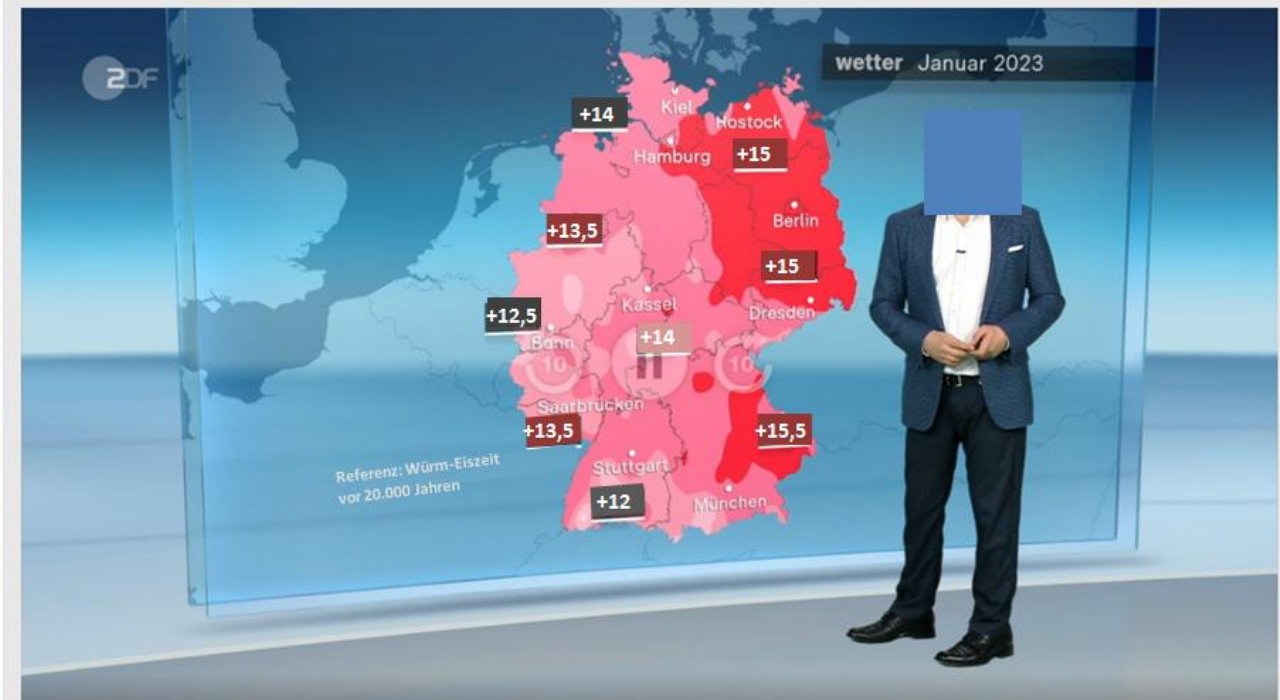 2DF
wetter Januar 2023
+14
Kiel
Rostock
Hamburg
+15
+13,5
Berlin
+15
+12,5
Kassel
Dresden
Bonn
+14
10
10
Saarbrücken
+13,5
+15,5
Referenz: Würm-Eiszeit
vor 20.000 Jahren
Stuttgart
+12
München